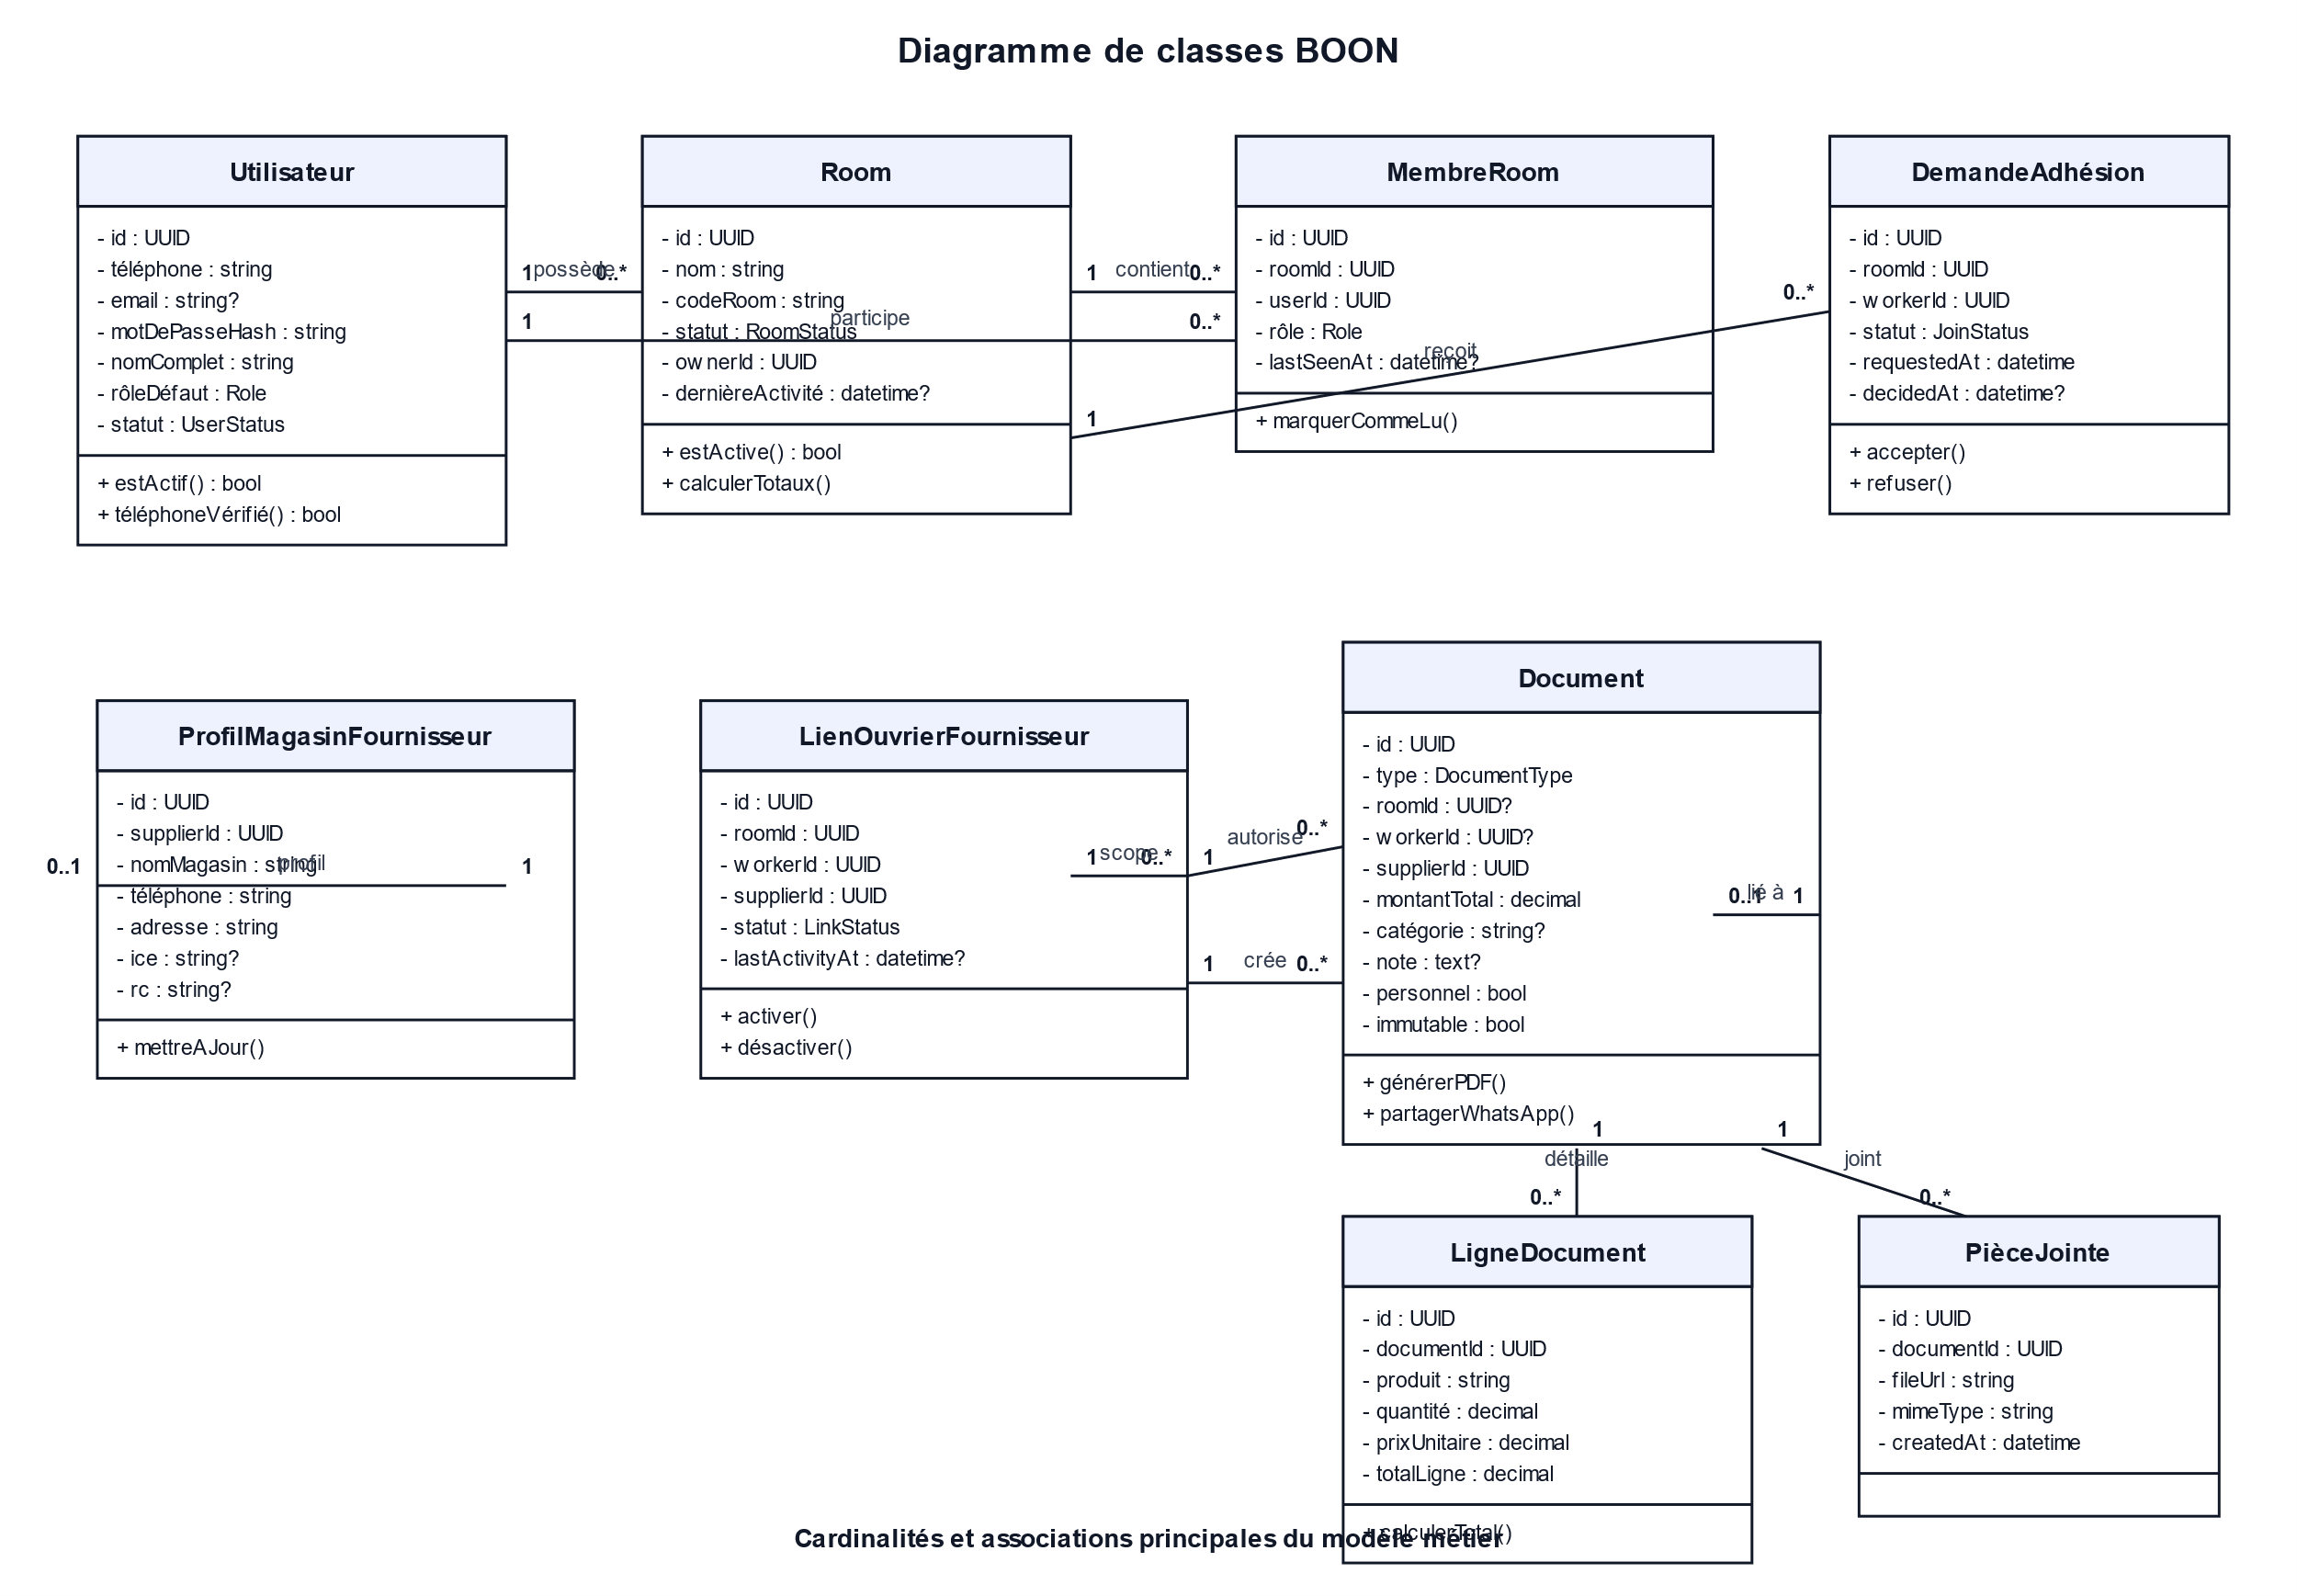 Diagramme de classes BOON
Utilisateur
- id : UUID
- téléphone : string
- email : string?
- motDePasseHash : string
- nomComplet : string
- rôleDéfaut : Role
- statut : UserStatus
+ estActif() : bool
+ téléphoneVérifié() : bool
1 possède 0..*
1 participe 0..*
Room
- id : UUID
- nom : string
- codeRoom : string
- statut : RoomStatus
- ownerId : UUID
- dernièreActivité : datetime?
+ estActive() : bool
+ calculerTotaux()
1 contient 0..*
1 reçoit 0..*
MembreRoom
- id : UUID
- roomId : UUID
- userId : UUID
- rôle : Role
- lastSeenAt : datetime?
+ marquerCommeLu()
DemandeAdhésion
- id : UUID
- roomId : UUID
- workerId : UUID
- statut : JoinStatus
- requestedAt : datetime
- decidedAt : datetime?
+ accepter()
+ refuser()
ProfilMagasinFournisseur
- id : UUID
- supplierId : UUID
- nomMagasin : string
- téléphone : string
- adresse : string
- ice : string?
- rc : string?
+ mettreAJour()
0..1 profil 1
LienOuvrierFournisseur
- id : UUID
- roomId : UUID
- workerId : UUID
- supplierId : UUID
- statut : LinkStatus
- lastActivityAt : datetime?
+ activer()
+ désactiver()
1 scope 0..*
1 autorise 0..*
1 crée 0..*
Document
- id : UUID
- type : DocumentType
- roomId : UUID?
- workerId : UUID?
- supplierId : UUID
- montantTotal : decimal
- catégorie : string?
- note : text?
- personnel : bool
- immutable : bool
+ générerPDF()
+ partagerWhatsApp()
0..1 lié à 1
1 détaille 0..*
1 joint 0..*
LigneDocument
- id : UUID
- documentId : UUID
- produit : string
- quantité : decimal
- prixUnitaire : decimal
- totalLigne : decimal
+ calculerTotal()
PièceJointe
- id : UUID
- documentId : UUID
- fileUrl : string
- mimeType : string
- createdAt : datetime
Cardinalités et associations principales du modèle métier